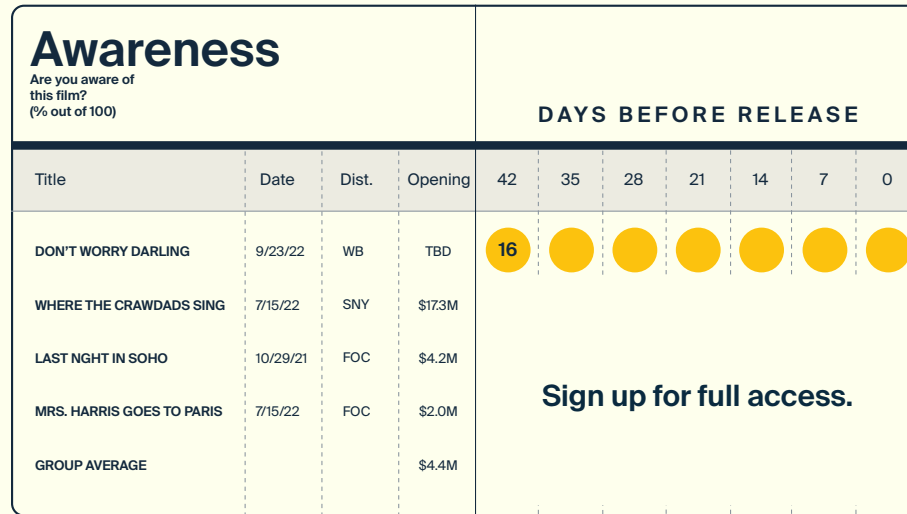 Awareness
Are you aware of
this film?
(% out of 100)
DAYS BEFORE RELEASE
Title Date Dist. Opening 42 35 28 21 14 7 0
DON'T WORRY DARLING 9/23/22 WB TBD 16
WHERE THE CRAWDADS SING 7/15/22 SNY $17.3M
LAST NGHT IN SOHO 10/29/21 FOC $4.2M
MRS. HARRIS GOES TO PARIS 7/15/22 FOC $2.0M
GROUP AVERAGE $4.4M
Sign up for full access.